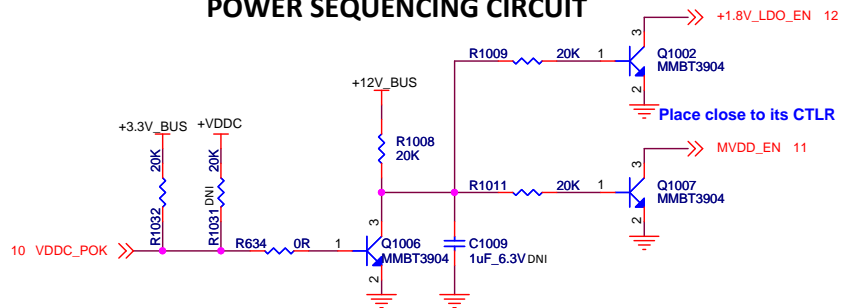 POWER SEQUENCING CIRCUIT
+1.8V_LDO_EN 12
R1009 20K 1 3 2 Q1002
MMBT3904
Place close to its CTLR
+12V_BUS
R1008
20K
+3.3V_BUS +VDDC
R1032 20K
R1031 20K DNI
MVDD_EN 11
R1011 20K 1 3 2 Q1007
MMBT3904
10 VDDC_POK
R634 0R 1 3 2 Q1006
MMBT3904
C1009
1uF_6.3V DNI